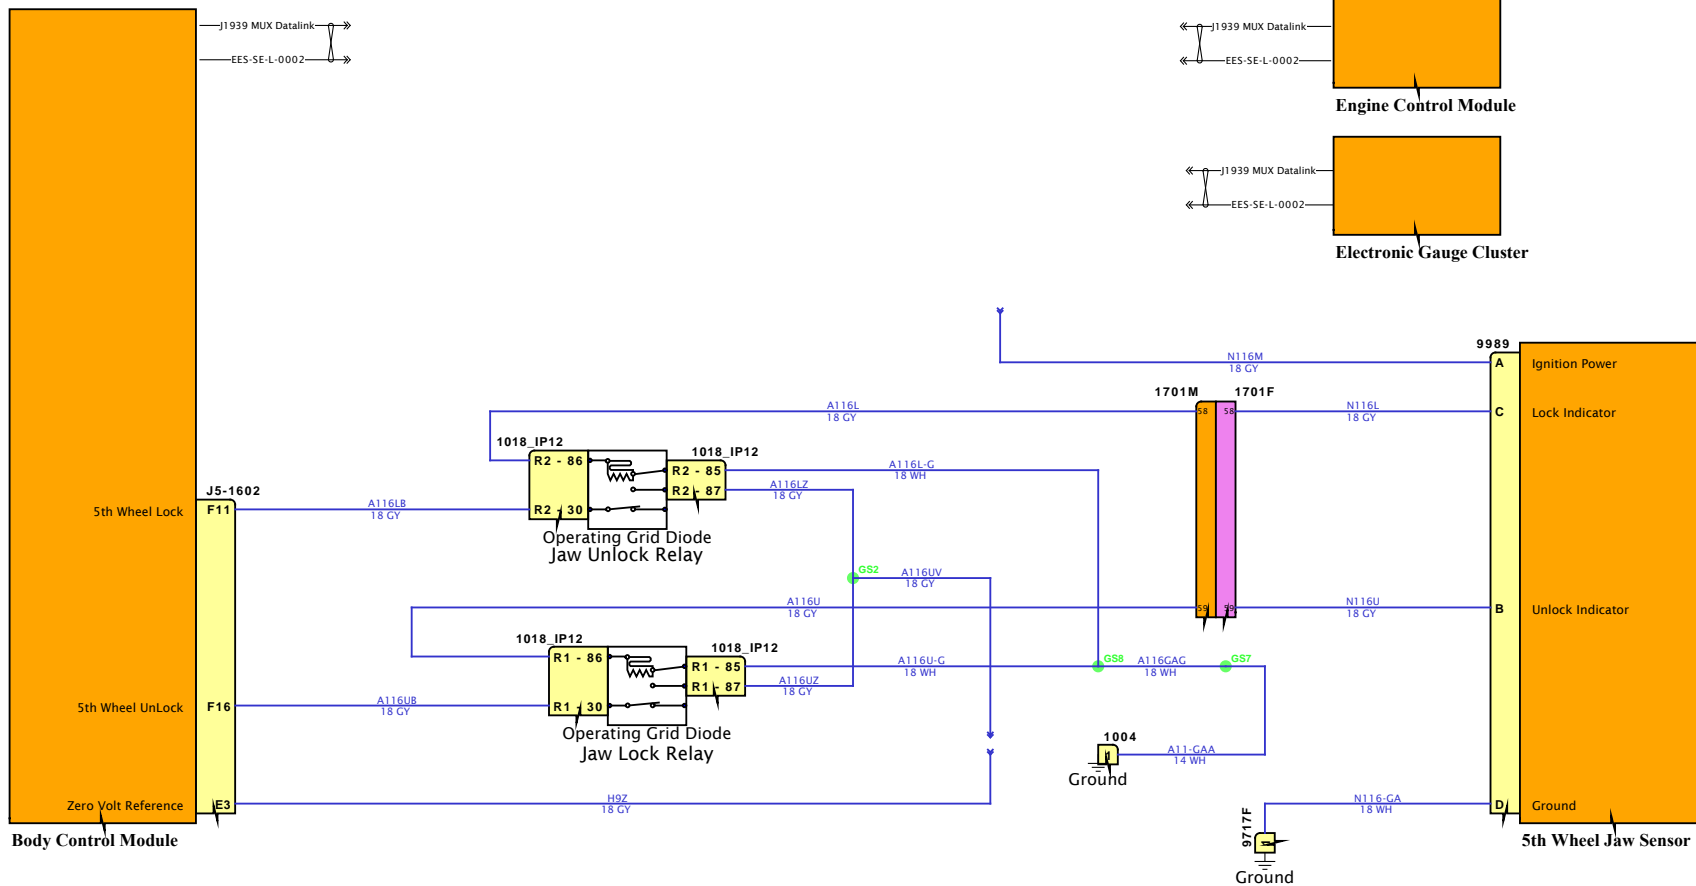 J1939 MUX Datalink
EES-SE-L-0002
J1939 MUX Datalink
EES-SE-L-0002
Engine Control Module
J1939 MUX Datalink
EES-SE-L-0002
Electronic Gauge Cluster
9989
N116M
18 GY
A
Ignition Power
1701M
1701F
A116L
18 GY
58
58
N116L
18 GY
C
Lock Indicator
1018_IP12
1018_IP12
R2 - 86
R2 - 85
A116L-G
18 WH
R2 - 87
A116LZ
18 GY
J5-1602
5th Wheel Lock
F11
A116LB
18 GY
R2 - 30
Operating Grid Diode
Jaw Unlock Relay
GS2
A116UV
18 GY
A116U
18 GY
59
59
N116U
18 GY
B
Unlock Indicator
1018_IP12
1018_IP12
R1 - 86
R1 - 85
A116U-G
18 WH
GS8
A116GAG
18 WH
GS7
R1 - 87
A116UZ
18 GY
5th Wheel UnLock
F16
A116UB
18 GY
R1 - 30
Operating Grid Diode
Jaw Lock Relay
1004
A11-GAA
14 WH
Ground
Zero Volt Reference
E3
H9Z
18 GY
N116-GA
18 WH
D
Ground
9717F
Ground
Body Control Module
5th Wheel Jaw Sensor